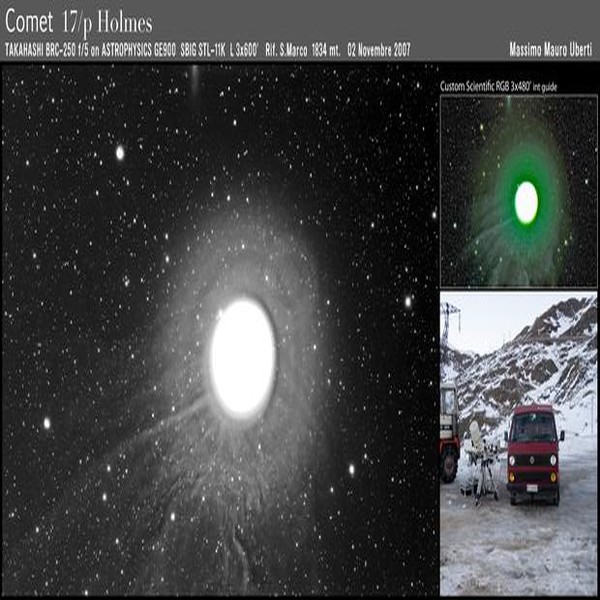 Comet 17/p Holmes
TAKAHASHI BRC-250 f/5 on ASTROPHYSICS GE900 SBIG STL-11K L 3x600' Rif. S.Marco 1834 mt. 02 Novembre 2007
Massimo Mauro Uberti
Custom Scientific RGB 3x480' int guide